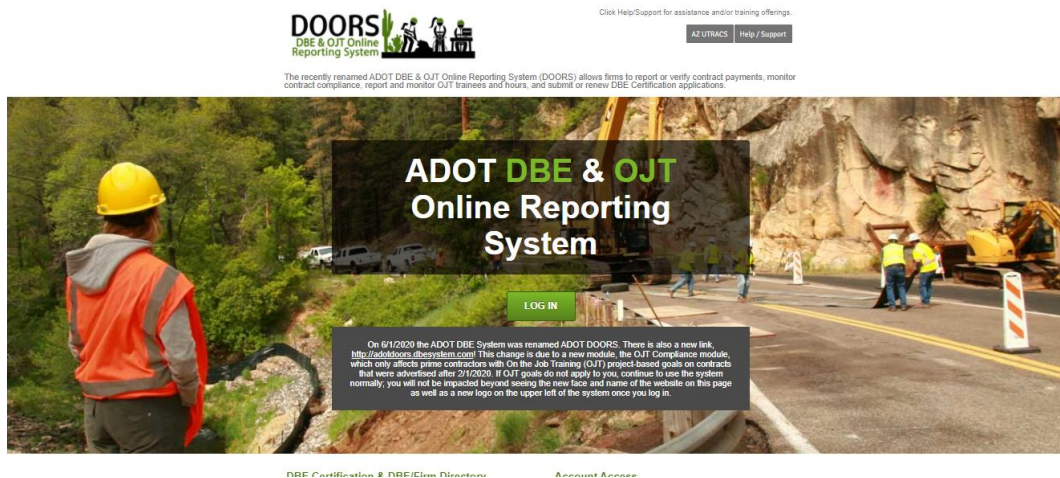 DOORS
DBE & OJT Online
Reporting System
Click Help/Support for assistance and/or training offerings.
AZ UTRACS
Help / Support
The recently renamed ADOT DBE & OJT Online Reporting System (DOORS) allows firms to report or verify contract payments, monitor
contract compliance, report and monitor OJT trainees and hours, and submit or renew DBE Certification applications.
ADOT DBE & OJT
Online Reporting
System
LOG IN
On 6/1/2020 the ADOT DBE System was renamed ADOT DOORS. There is also a new link,
http://adotdoors.dbesystem.com! This change is due to a new module, the OJT Compliance module,
which only affects prime contractors with On the Job Training (OJT) project-based goals on contracts
that were advertised after 2/1/2020. If OJT goals do not apply to you, continue to use the system
normally; you will not be impacted beyond seeing the new face and name of the website on this page
as well as a new logo on the upper left of the system once you log in.
DBE Certification & DBE/Firm Directory
Account Access